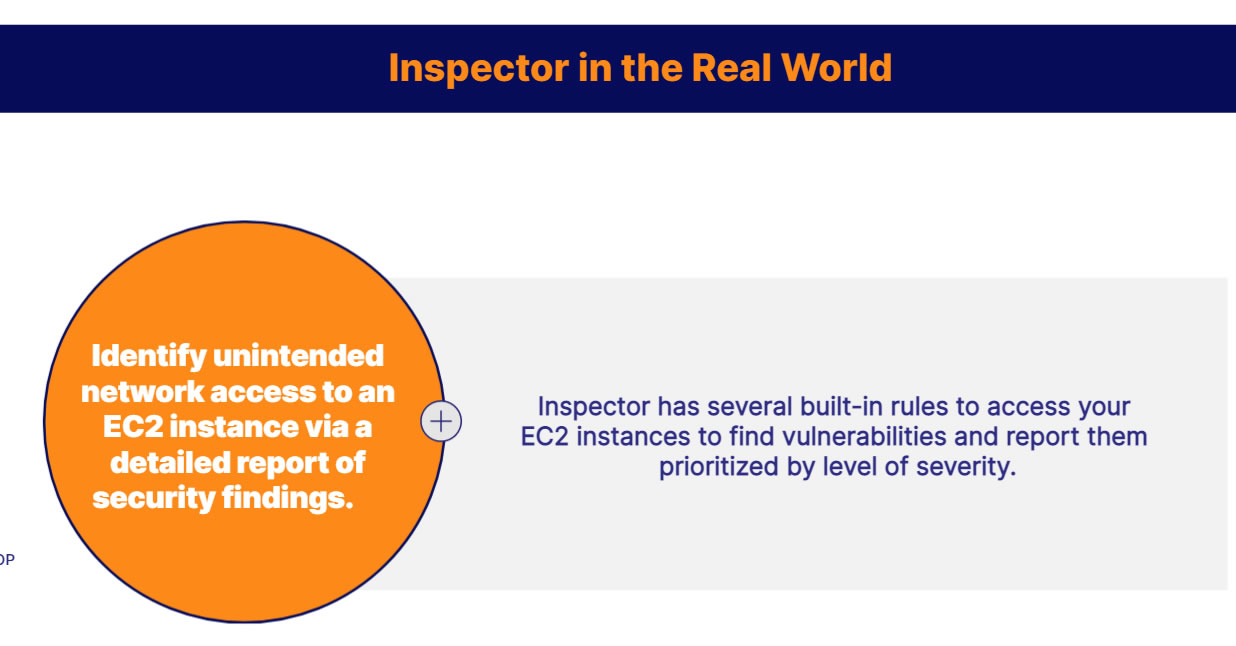 Inspector in the Real World
Identify unintended
network access to an
EC2 instance via a
detailed report of
security findings.
Inspector has several built-in rules to access your
EC2 instances to find vulnerabilities and report them
prioritized by level of severity.
OP